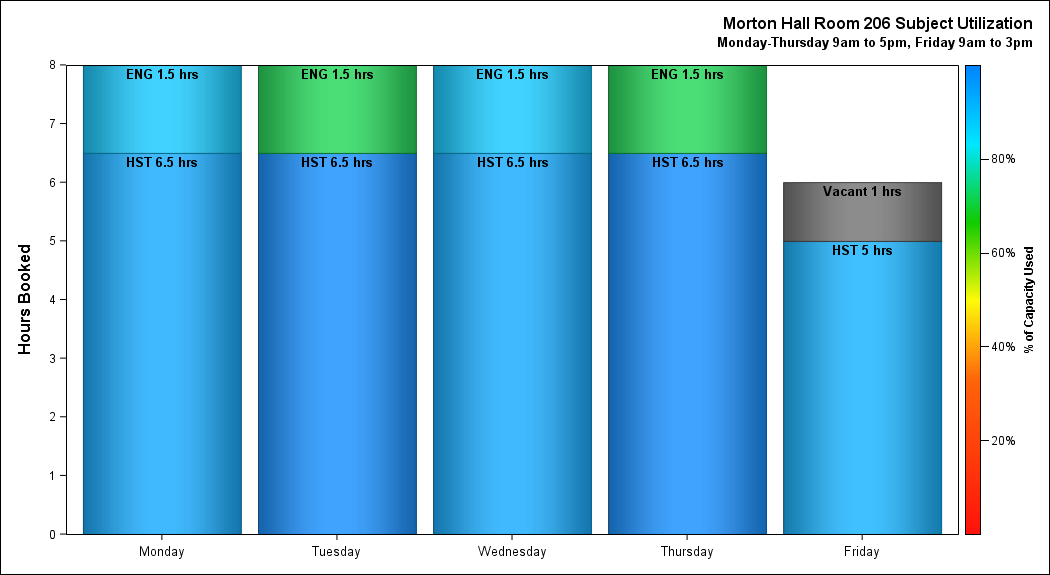 Morton Hall Room 206 Subject Utilization
Monday-Thursday 9am to 5pm, Friday 9am to 3pm
Hours Booked
8
7
6
5
4
3
2
1
0
ENG 1.5 hrs
HST 6.5 hrs
ENG 1.5 hrs
HST 6.5 hrs
ENG 1.5 hrs
HST 6.5 hrs
ENG 1.5 hrs
HST 6.5 hrs
Vacant 1 hrs
HST 5 hrs
Monday
Tuesday
Wednesday
Thursday
Friday
80%
60%
40%
20%
% of Capacity Used